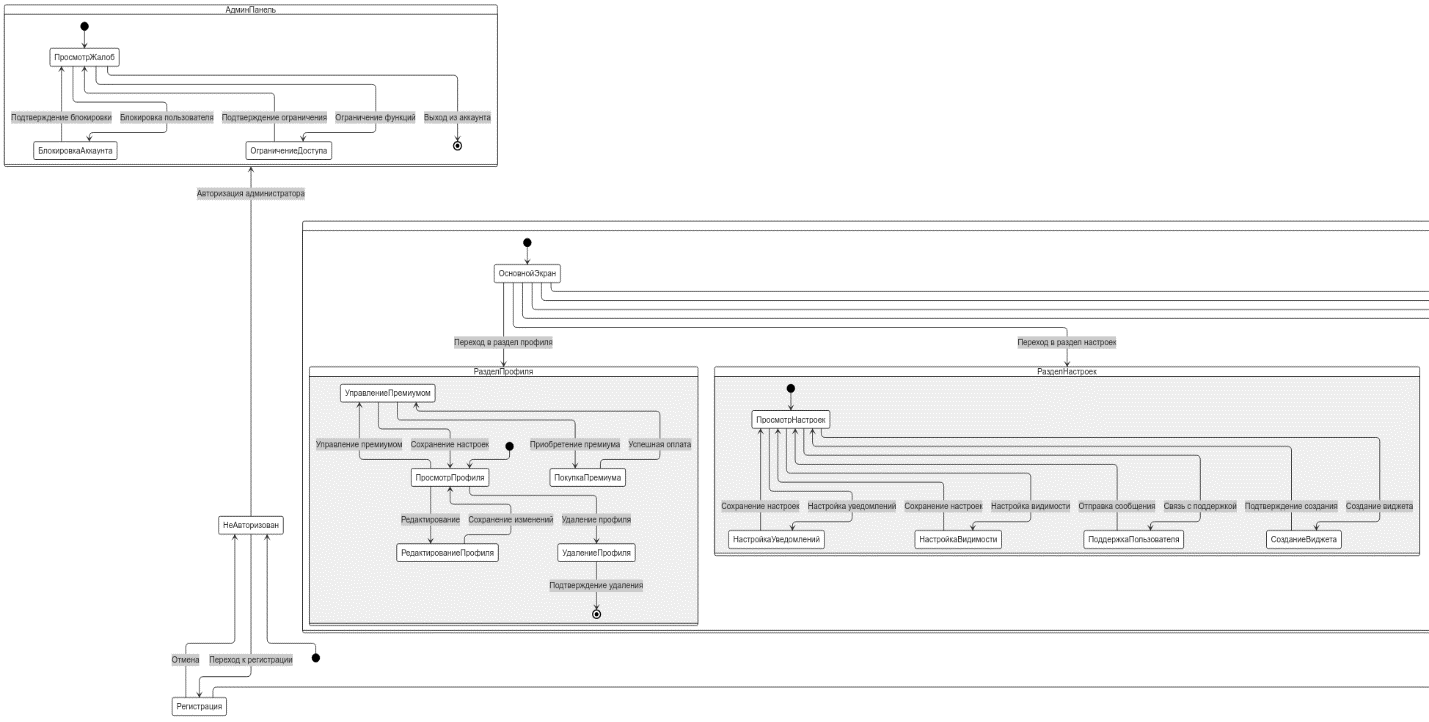 АдминПанель
ПросмотрЖалоб
Подтверждение блокировки
Блокировка пользователя
Подтверждение ограничения
Ограничение функций
Выход из аккаунта
БлокировкаАккаунта
ОграничениеДоступа
Авторизация администратора
ОсновнойЭкран
Переход в раздел профиля
Переход в раздел настроек
РазделПрофиля
РазделНастроек
УправлениеПремиумом
ПросмотрНастроек
Управление премиумом
Сохранение настроек
Приобретение премиума
Успешная оплата
ПросмотрПрофиля
ПокупкаПремиума
Сохранение настроек
Настройка уведомлений
Сохранение настроек
Настройка видимости
Отправка сообщения
Связь с поддержкой
Подтверждение создания
Создание виджета
Редактирование
Сохранение изменений
Удаление профиля
НеАвторизован
НастройкаУведомлений
НастройкаВидимости
ПоддержкаПользователя
СозданиеВиджета
РедактированиеПрофиля
УдалениеПрофиля
Подтверждение удаления
Отмена
Переход к регистрации
Регистрация